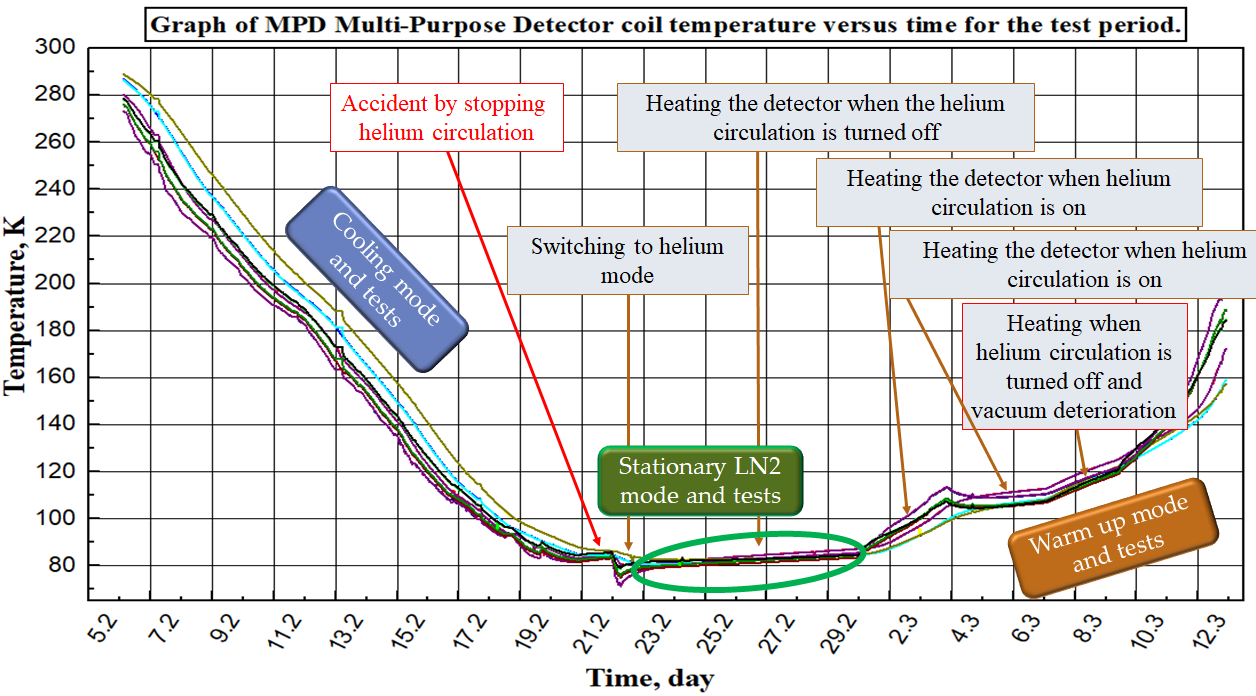 Graph of MPD Multi-Purpose Detector coil temperature versus time for the test period.
Temperature, K
300
280
260
240
220
200
180
160
140
120
100
80
Accident by stopping
helium circulation
Heating the detector when the helium
circulation is turned off
Heating the detector when helium
circulation is on
Switching to helium
mode
Heating the detector when helium
circulation is on
Heating when
helium circulation is
turned off and
vacuum deterioration
Cooling mode
and tests
Stationary LN2
mode and tests
Warm up mode
and tests
5.2
7.2
9.2
11.2
13.2
15.2
17.2
19.2
21.2
23.2
25.2
27.2
29.2
2.3
4.3
6.3
8.3
10.3
12.3
Time, day